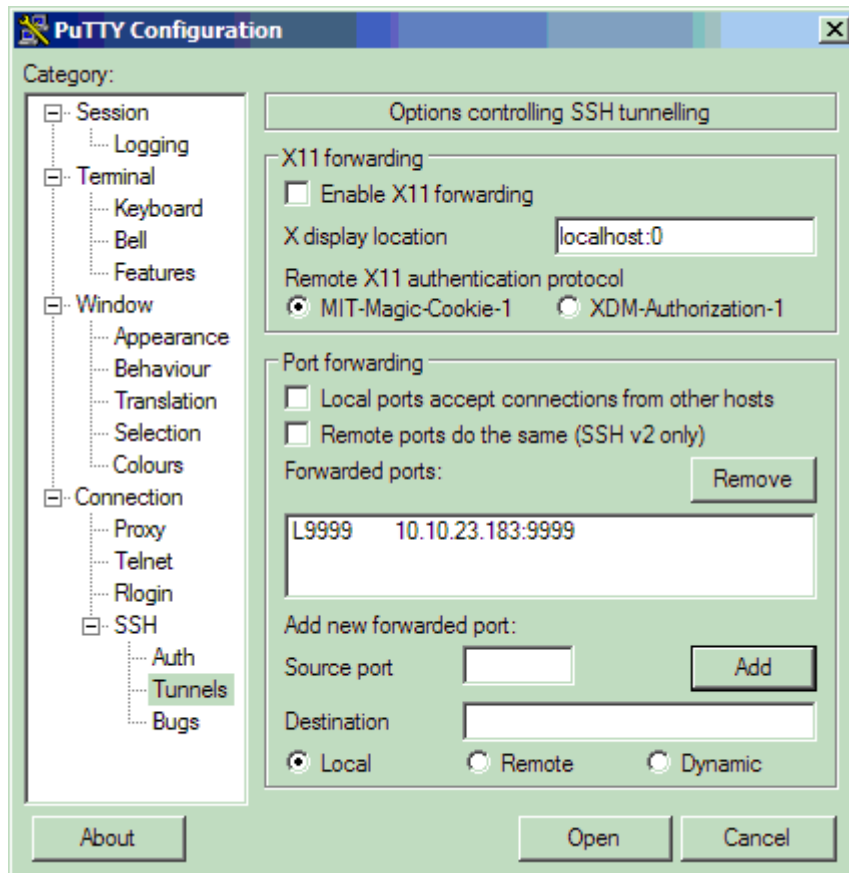 PuTTY Configuration
Category:
Session
Logging
Terminal
Keyboard
Bell
Features
Window
Appearance
Behaviour
Translation
Selection
Colours
Connection
Proxy
Telnet
Rlogin
SSH
Auth
Tunnels
Bugs
Options controlling SSH tunnelling
X11 forwarding
Enable X11 forwarding
X display location localhost:0
Remote X11 authentication protocol
MIT-Magic-Cookie-1 XDM-Authorization-1
Port forwarding
Local ports accept connections from other hosts
Remote ports do the same (SSH v2 only)
Forwarded ports: Remove
L9999 10.10.23.183:9999
Add new forwarded port:
Source port Add
Destination
Local Remote Dynamic
About Open Cancel